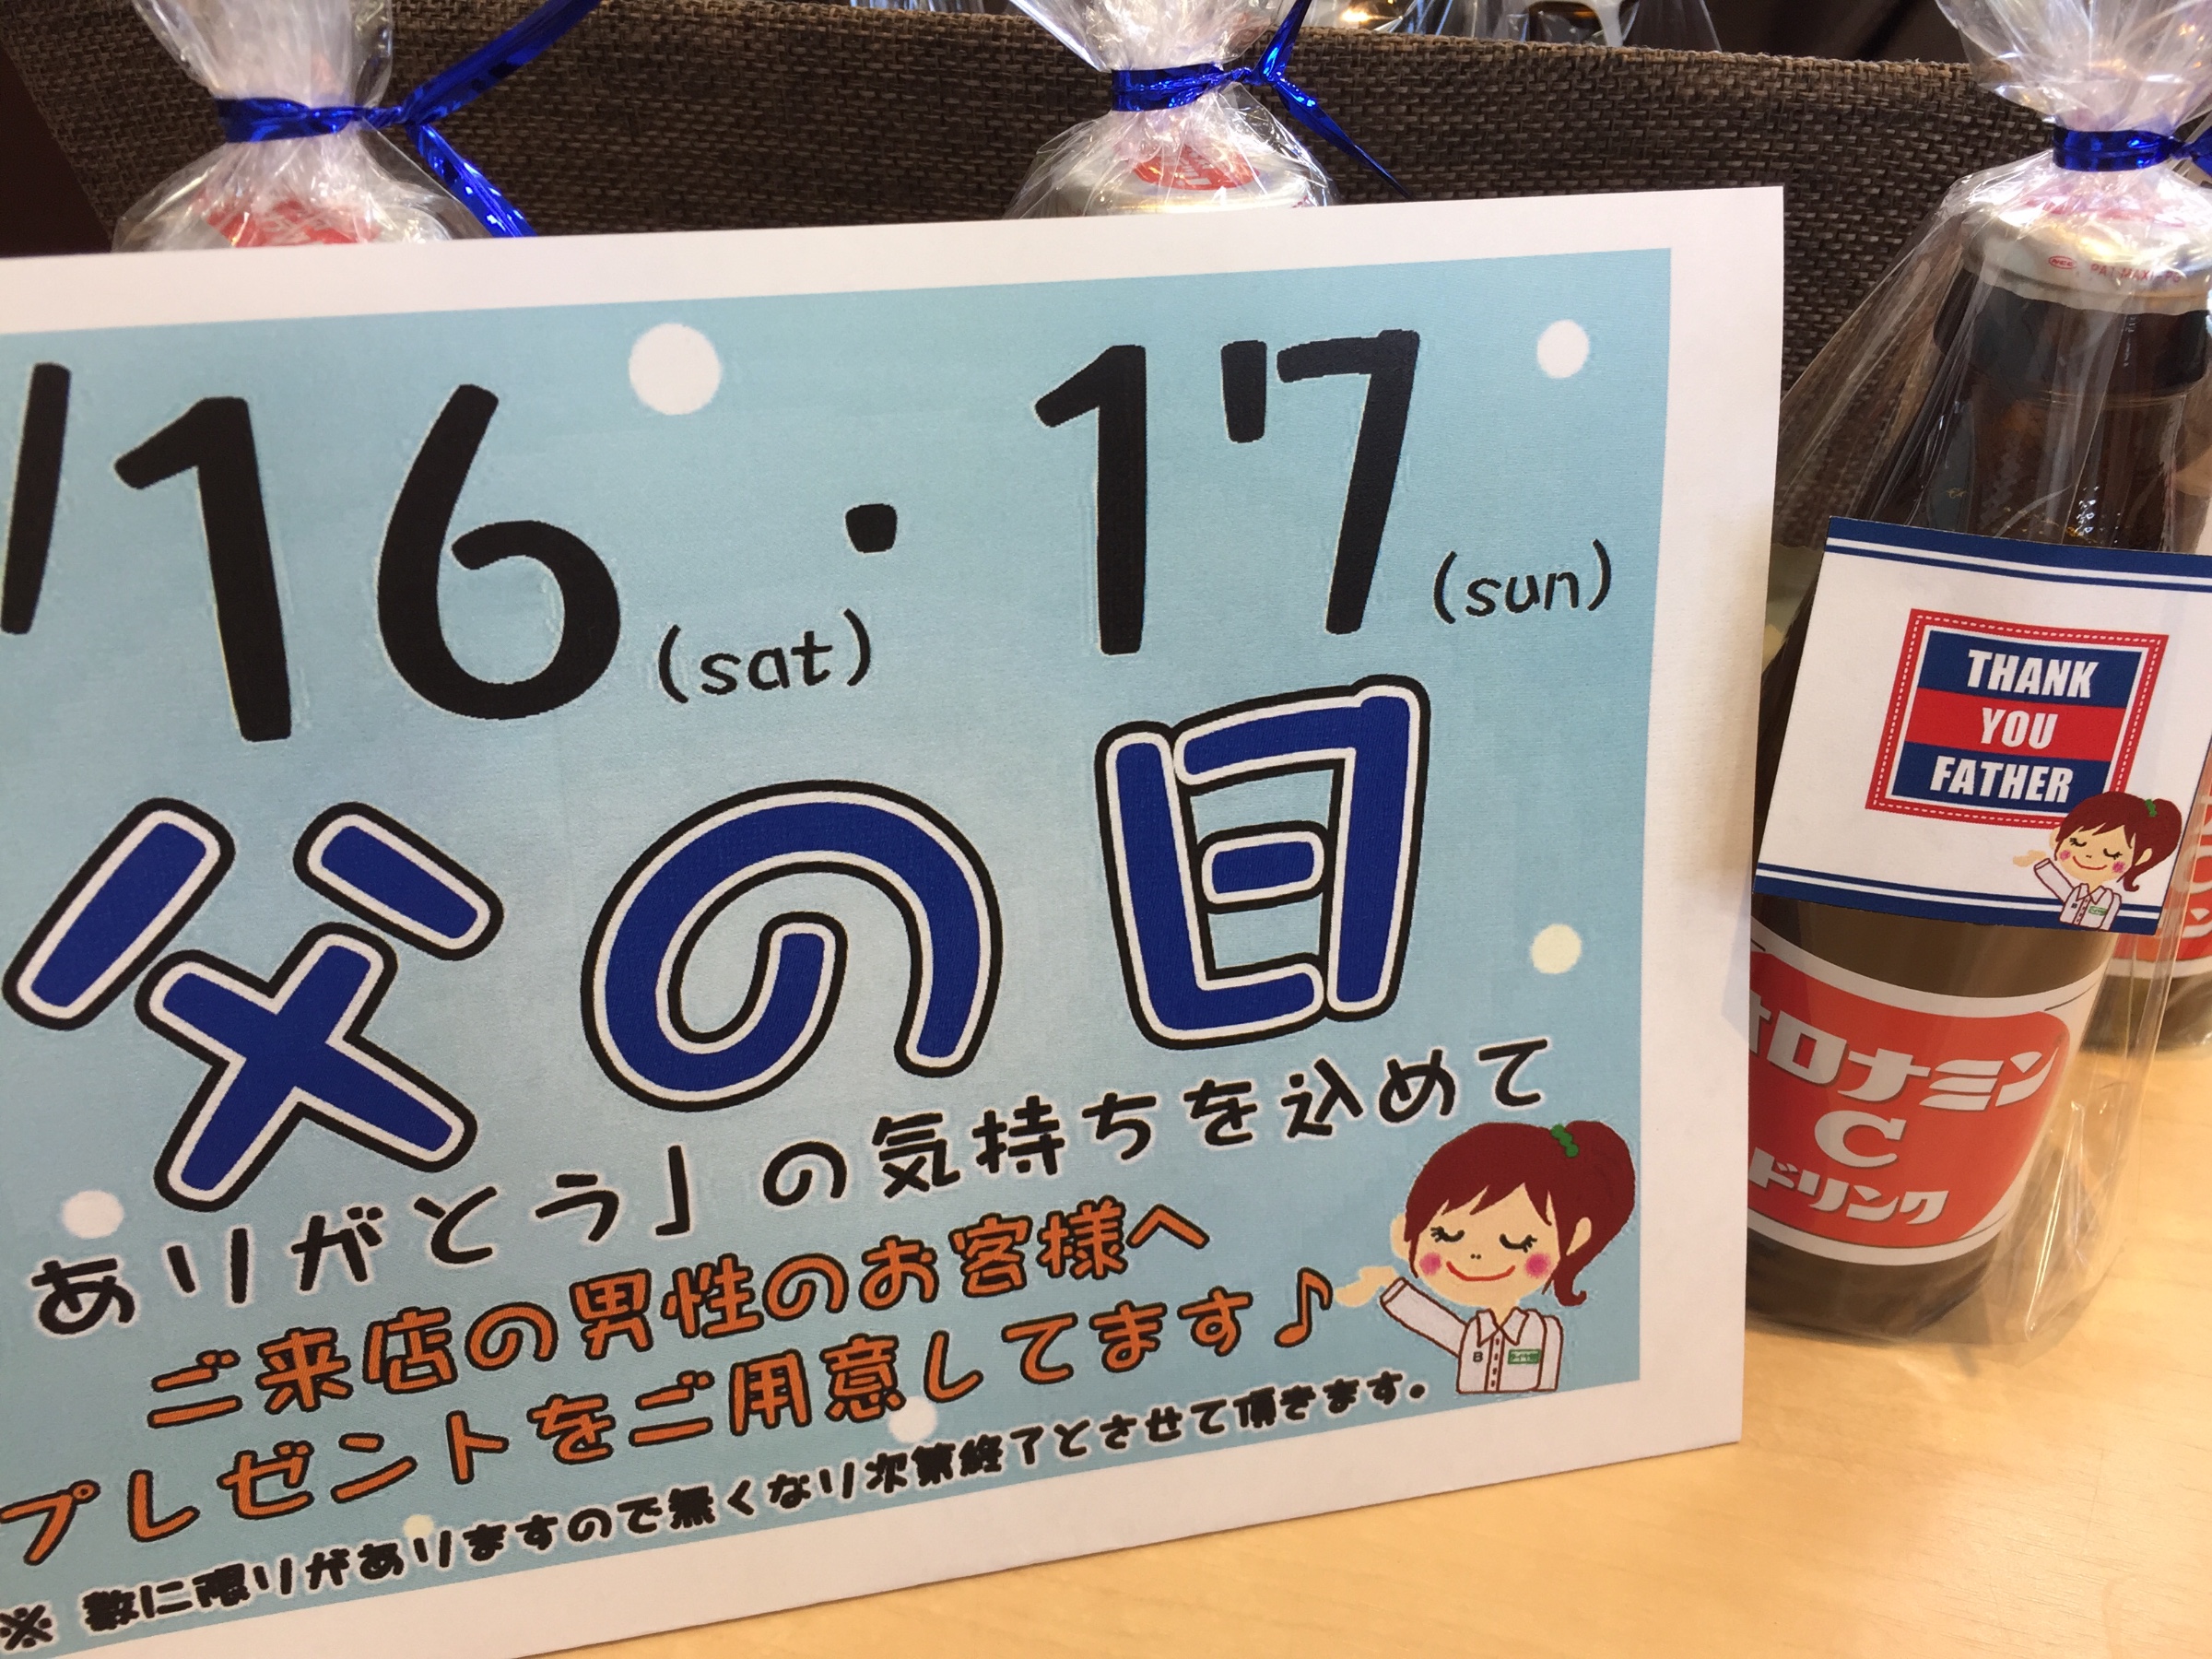 /16(sat)・17(sun)
父の日
ありがとう」の気持ちを込めて
ご来店の男性のお客様へ
プレゼントをご用意してます♪
※ 数に限りがありますので無くなり次第終了とさせて頂きます。
THANK
YOU
FATHER
オロナミン
C
ドリンク